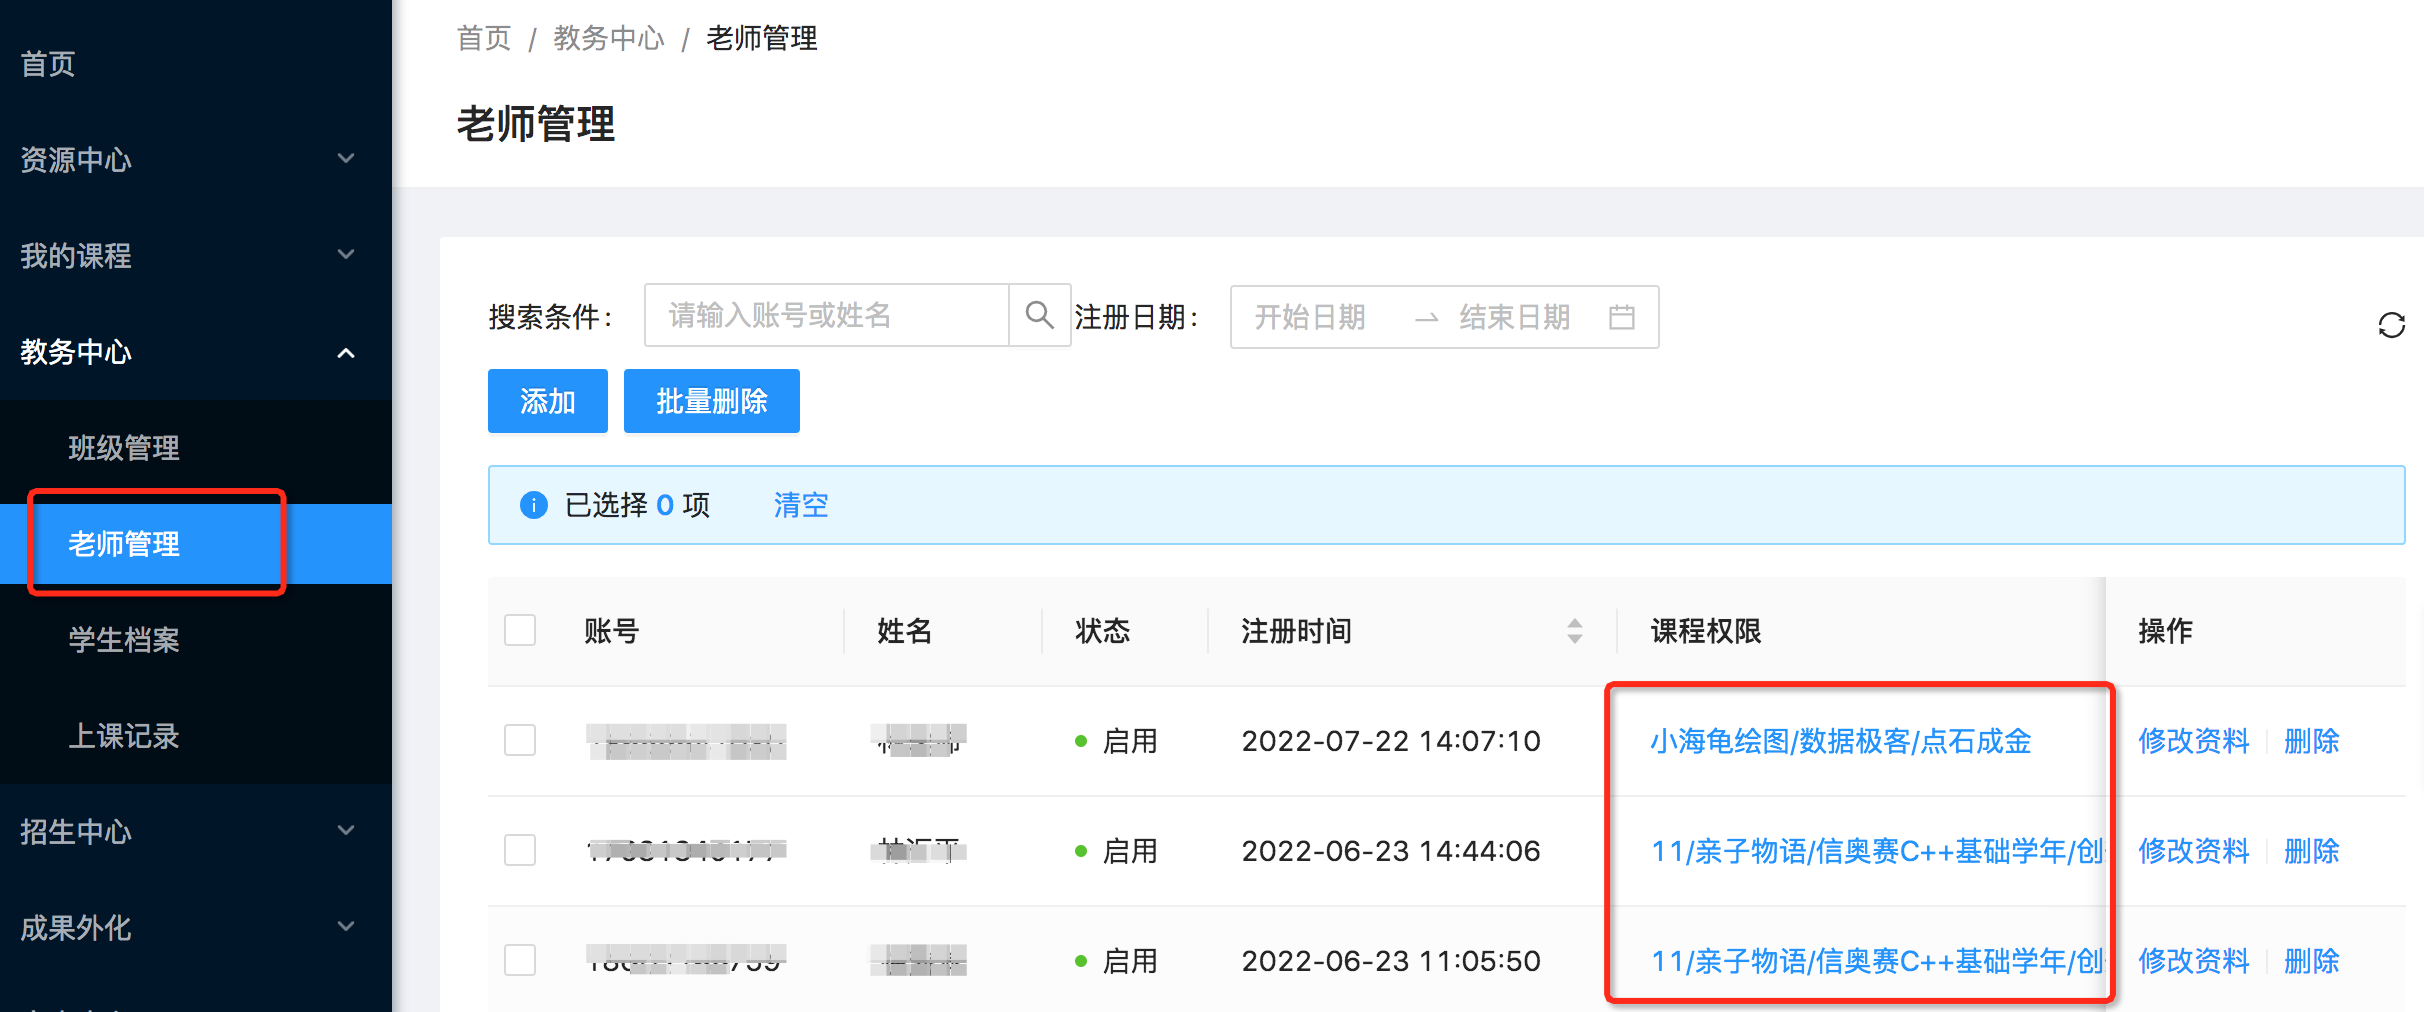 首页
资源中心
我的课程
教务中心
班级管理
老师管理
学生档案
上课记录
招生中心
成果外化
首页 / 教务中心 / 老师管理
老师管理
搜索条件： 请输入账号或姓名 注册日期： 开始日期 → 结束日期
添加 批量删除
已选择 0 项 清空
账号 姓名 状态 注册时间 课程权限 操作
启用 2022-07-22 14:07:10 小海龟绘图/数据极客/点石成金 修改资料 删除
启用 2022-06-23 14:44:06 11/亲子物语/信奥赛C++基础学年/创 修改资料 删除
启用 2022-06-23 11:05:50 11/亲子物语/信奥赛C++基础学年/创 修改资料 删除